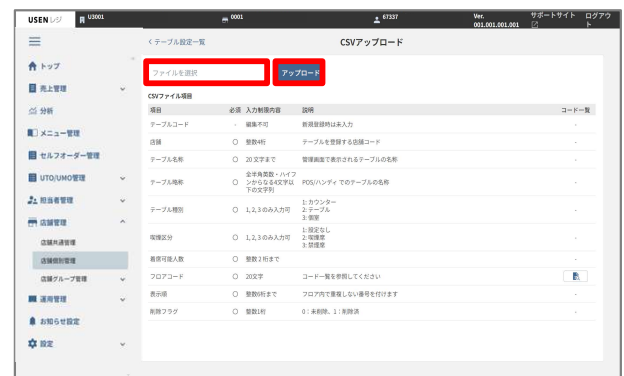 USENレジ
U3001
0001
67337
Ver.
001.001.001.001
サポートサイト
ログアウト
トップ
売上管理
分析
メニュー管理
セルフオーダー管理
UTO/UMO管理
担当者管理
店舗管理
店舗共通管理
店舗個別管理
店舗グループ管理
運用管理
お知らせ設定
設定
< テーブル設定一覧
CSVアップロード
ファイルを選択
アップロード
CSVファイル項目
項目 必須 入力制限内容 説明 コード一覧
テーブルコード - 編集不可 新規登録時は未入力 -
店舗 〇 整数4桁 テーブルを登録する店舗コード -
テーブル名称 〇 20文字まで 管理画面で表示されるテーブルの名称 -
テーブル略称 〇 全半角英数・ハイフンからなる4文字以下の文字列 POS/ハンディ でのテーブルの名称 -
テーブル種別 〇 1, 2, 3 のみ入力可 1: カウンター
2: テーブル
3: 個室 -
喫煙区分 〇 1, 2, 3 のみ入力可 1: 設定なし
2: 喫煙席
3: 禁煙席 -
着席可能人数 〇 整数 2 桁まで -
フロアコード 〇 20文字 コード一覧を参照してください
表示順 〇 整数6桁まで フロア内で重複しない番号を付けます -
削除フラグ 〇 整数1桁 0：未削除、1：削除済 -